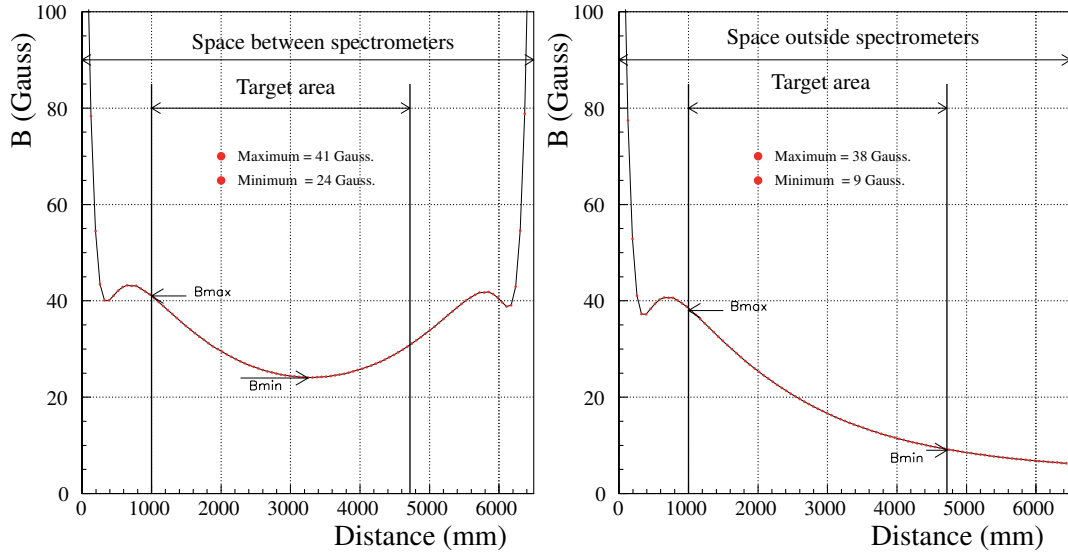 B (Gauss)
100
80
60
40
20
0
Space between spectrometers
Target area
Maximum = 41 Gauss.
Minimum = 24 Gauss.
Bmax
Bmin
0 1000 2000 3000 4000 5000 6000
Distance (mm)
B (Gauss)
100
80
60
40
20
0
Space outside spectrometers
Target area
Maximum = 38 Gauss.
Minimum = 9 Gauss.
Bmax
Bmin
0 1000 2000 3000 4000 5000 6000
Distance (mm)